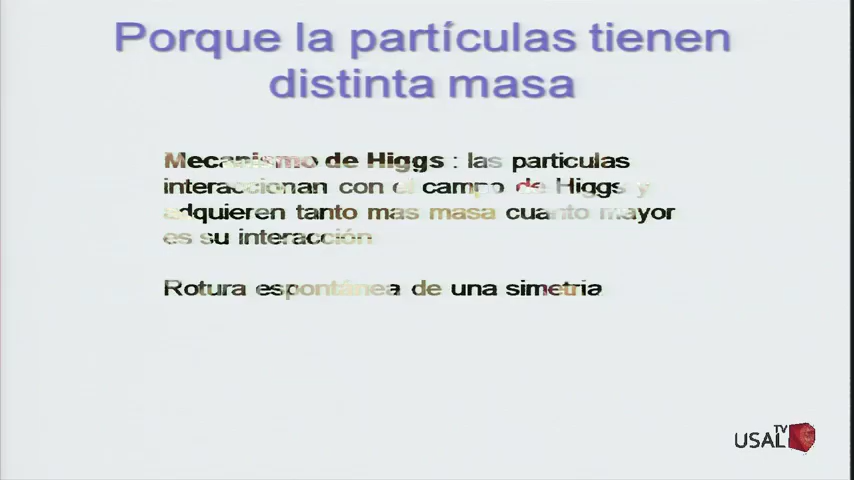 Porque la partículas tienen
distinta masa
Mecanismo de Higgs : las particulas
interaccionan con el campo de Higgs y
adquieren tanto mas masa cuanto mayor
es su interacción
Rotura espontánea de una simetria
USAL TV